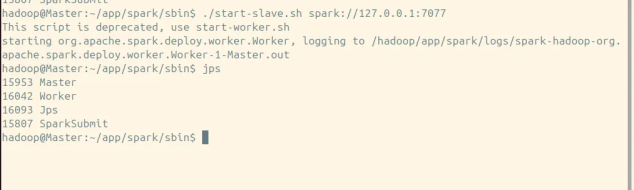 15807 SparkSubmit
hadoop@Master:~/app/spark/sbin$ ./start-slave.sh spark://127.0.0.1:7077
This script is deprecated, use start-worker.sh
starting org.apache.spark.deploy.worker.Worker, logging to /hadoop/app/spark/logs/spark-hadoop-org.
apache.spark.deploy.worker.Worker-1-Master.out
hadoop@Master:~/app/spark/sbin$ jps
15953 Master
16042 Worker
16093 Jps
15807 SparkSubmit
hadoop@Master:~/app/spark/sbin$